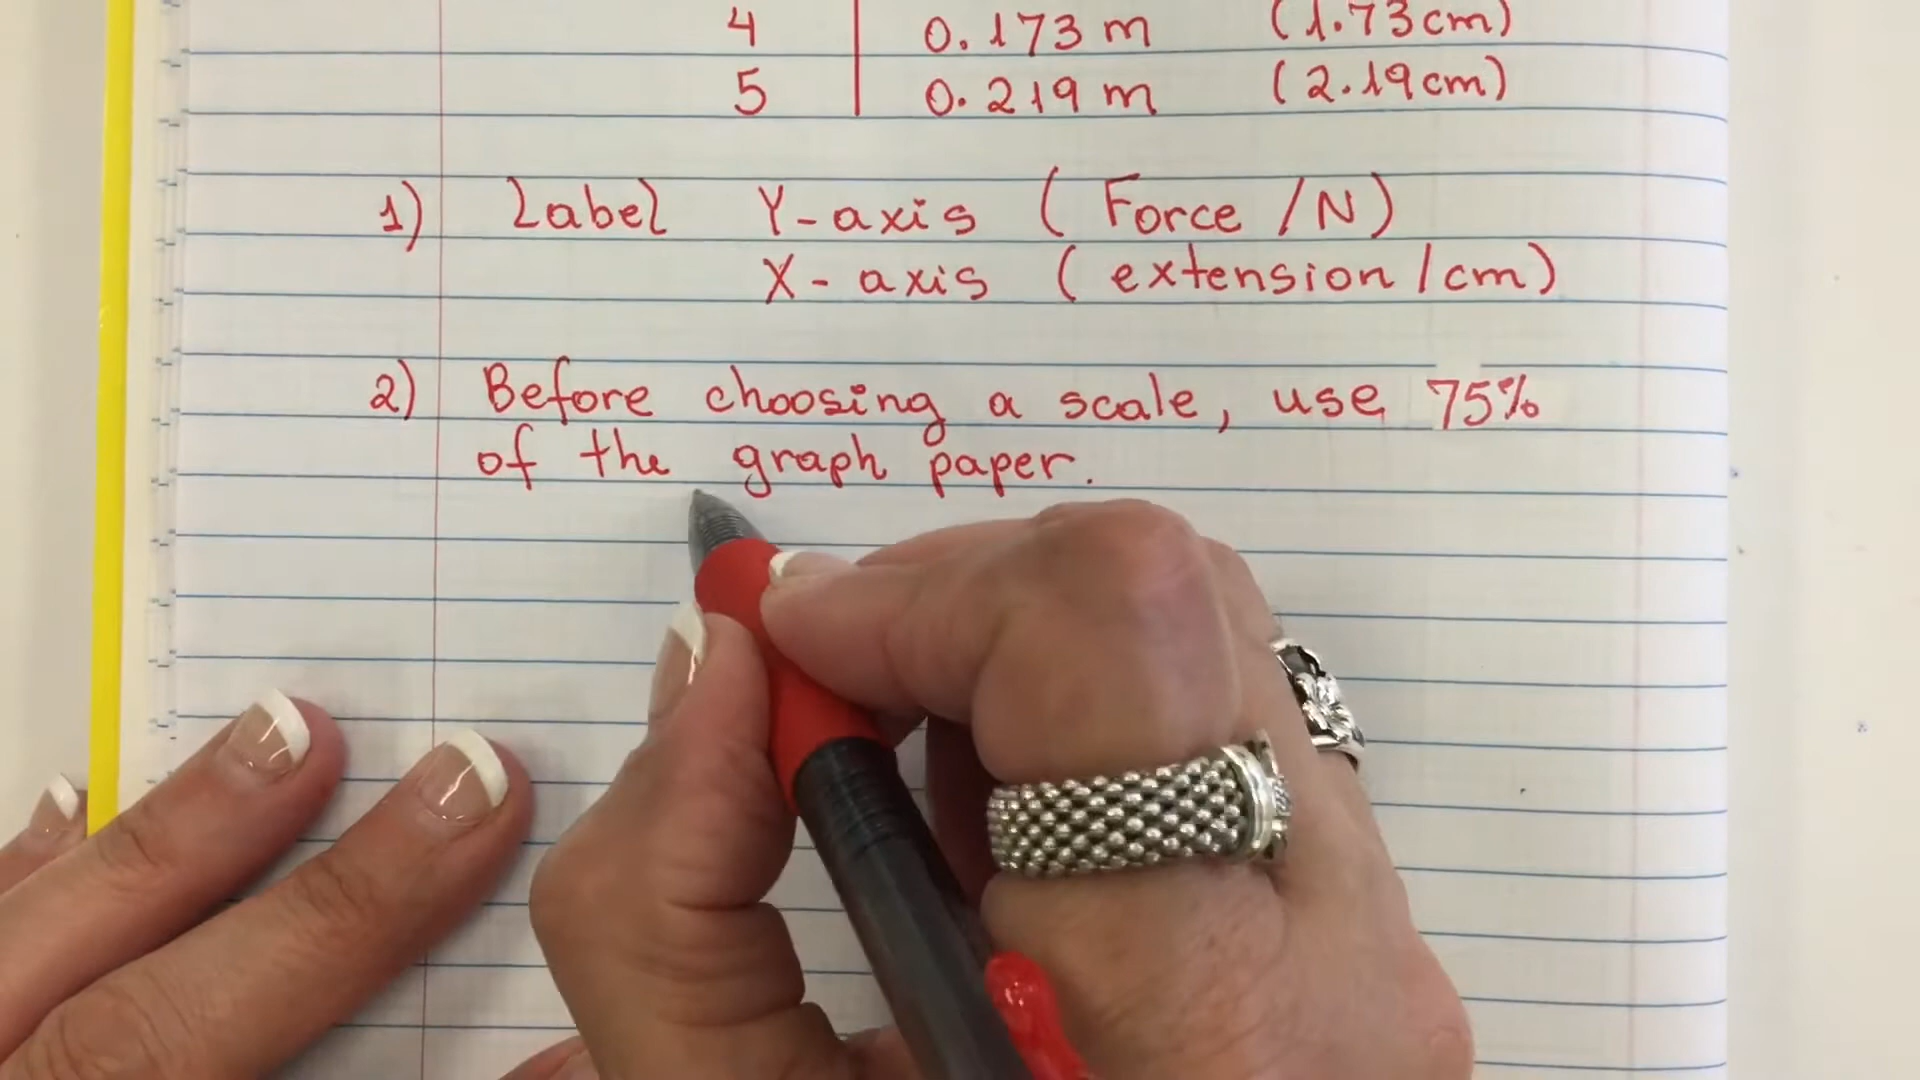 4 0.173 m (1.73cm)
5 0.219 m (2.19cm)
1) Label Y-axis ( Force /N)
X-axis ( extension /cm)
2) Before choosing a scale, use 75%
of the graph paper.